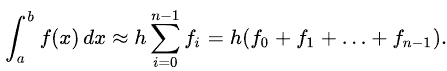 ∫_a^b f(x) dx ≈ h ∑_{i=0}^{n−1} f_i = h(f_0 + f_1 + … + f_{n−1}).